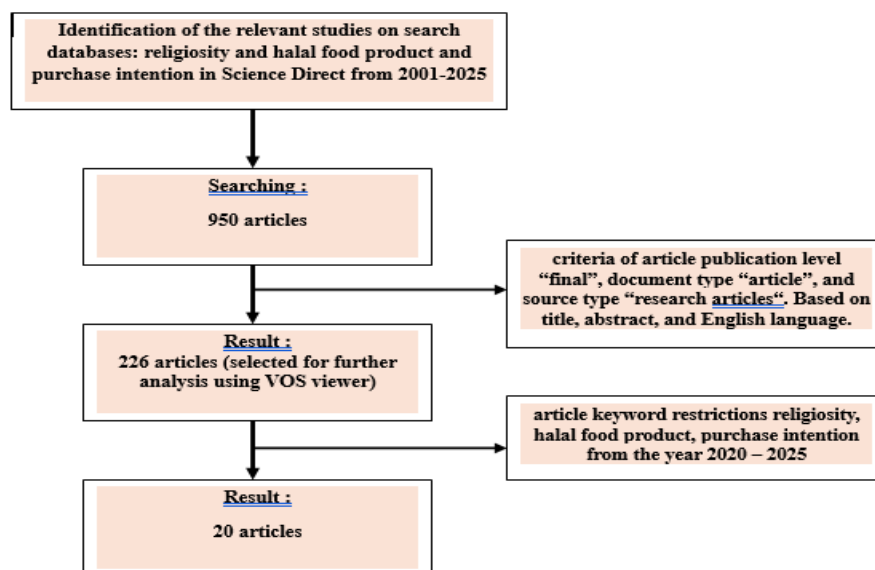 Identification of the relevant studies on search
databases: religiosity and halal food product and
purchase intention in Science Direct from 2001-2025
Searching :
950 articles
criteria of article publication level
“final”, document type “article”, and
source type “research articles“. Based on
title, abstract, and English language.
Result :
226 articles (selected for further
analysis using VOS viewer)
article keyword restrictions religiosity,
halal food product, purchase intention
from the year 2020 – 2025
Result :
20 articles